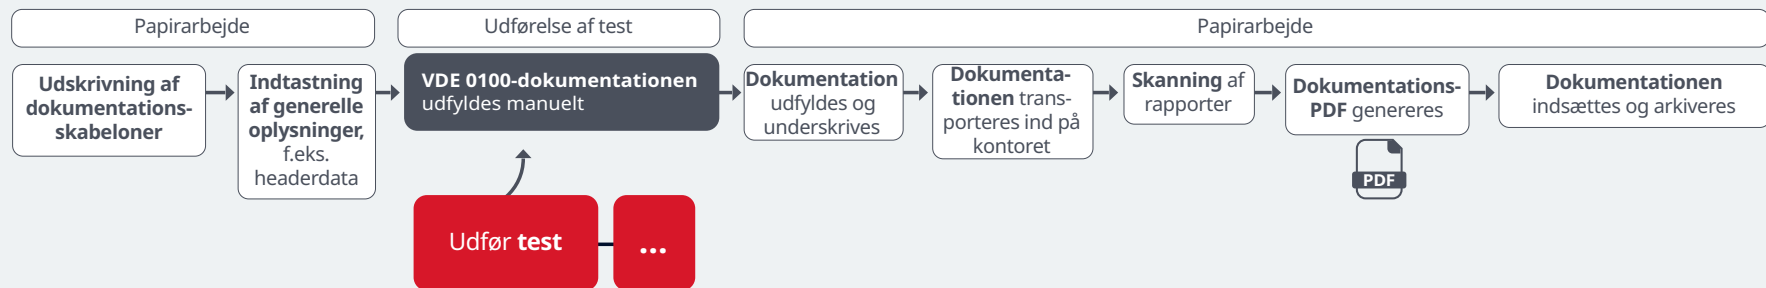 Papirarbejde
Udførelse af test
Papirarbejde
Udskrivning af
dokumentations-
skabeloner
Indtastning
af generelle
oplysninger,
f.eks.
headerdata
VDE 0100-dokumentationen
udfyldes manuelt
Dokumentation
udfyldes og
underskrives
Dokumenta-
tionen trans-
porteres ind på
kontoret
Skanning af
rapporter
Dokumentations-
PDF genereres
Dokumentationen
indsættes og arkiveres
PDF
Udfør test
...